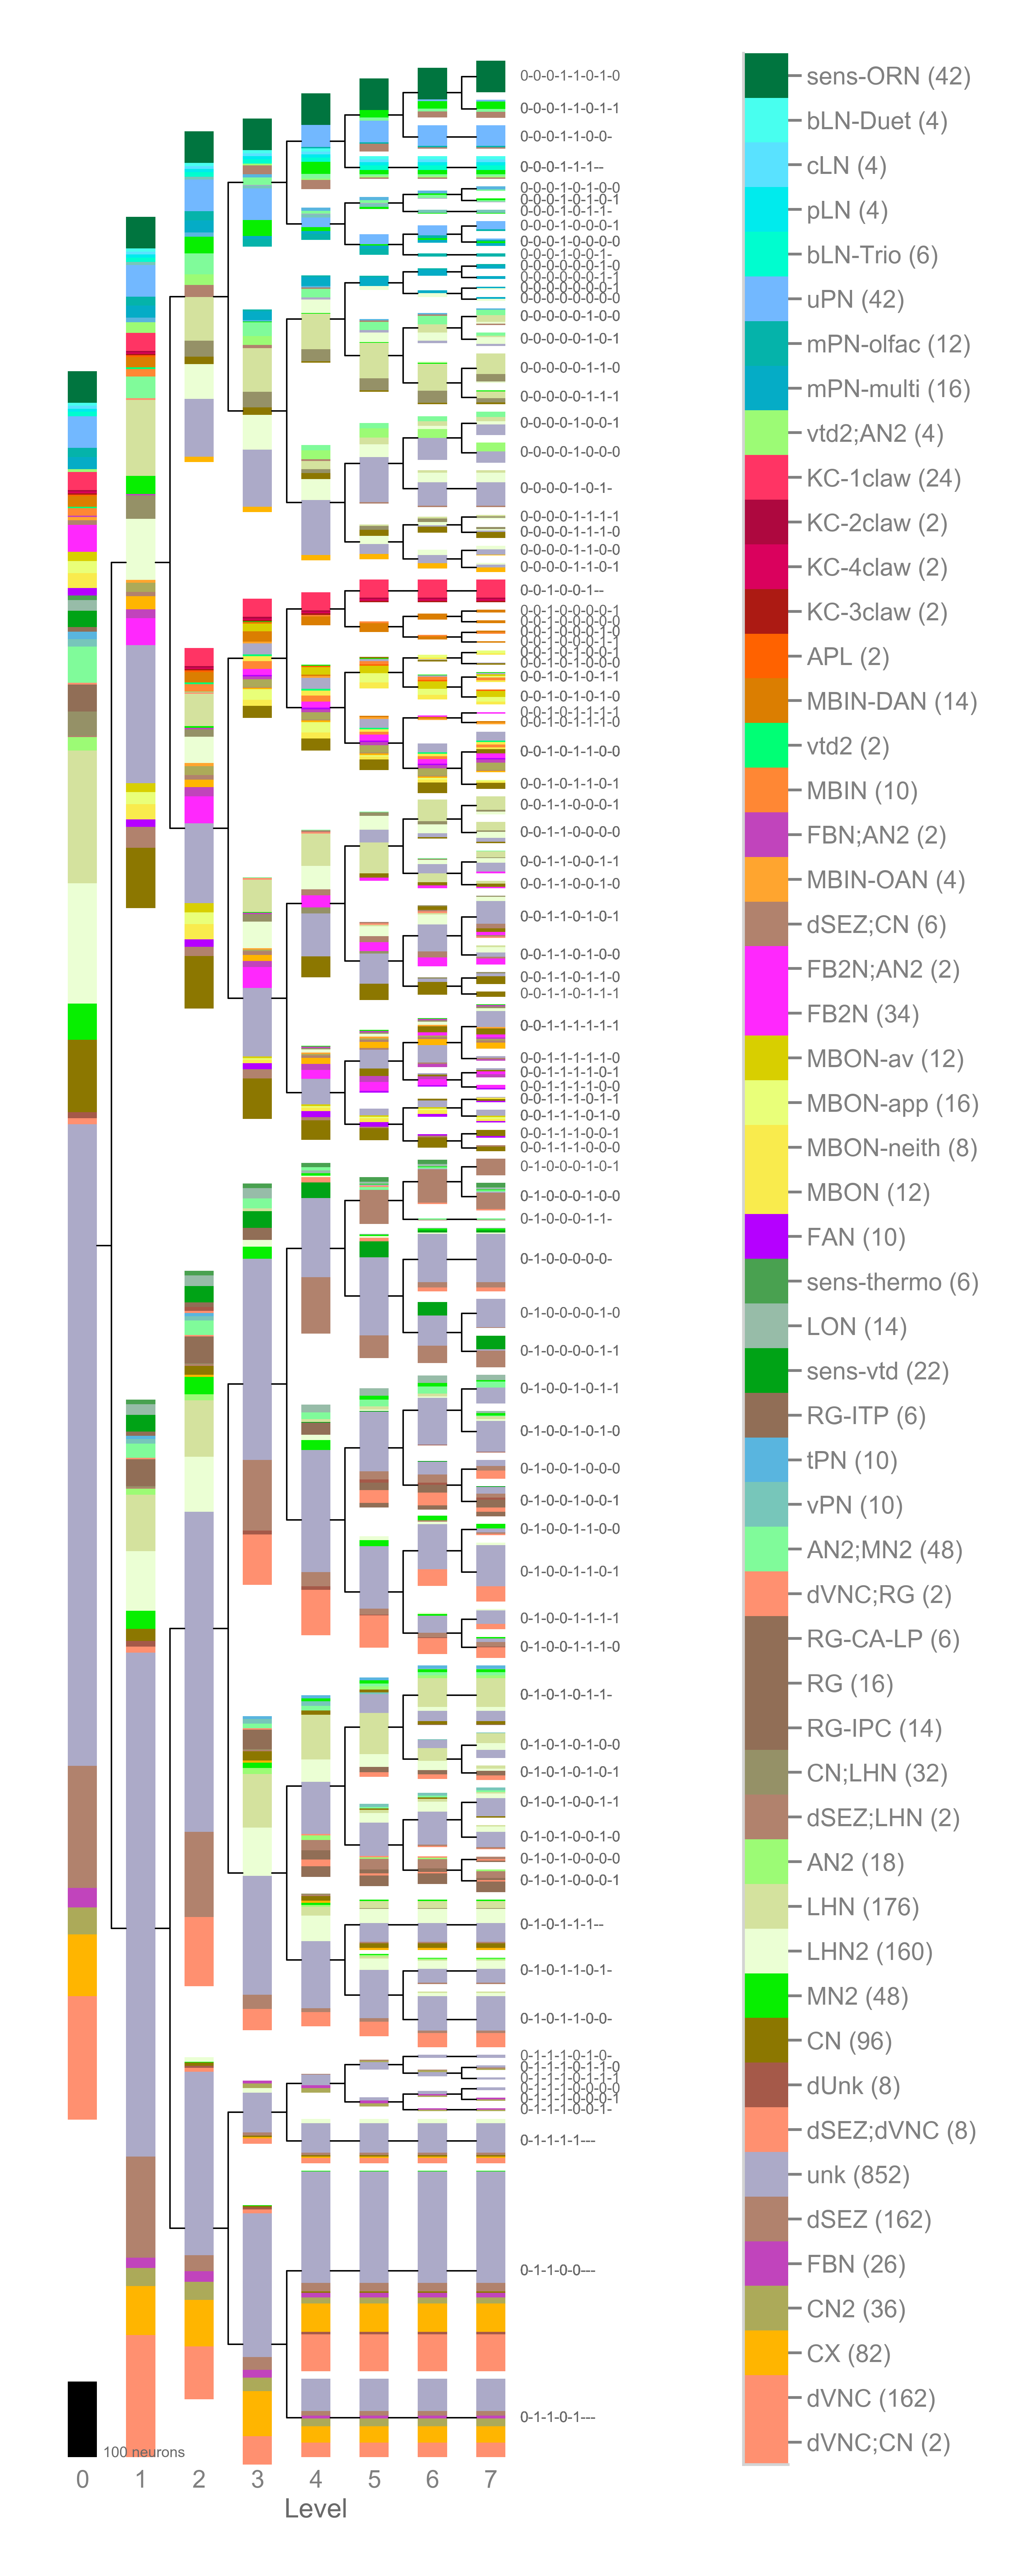 0-0-0-1-1-0-1-0
0-0-0-1-1-0-1-1
0-0-0-1-1-0-0-
0-0-0-1-1-1--
0-0-0-1-0-1-0-0
0-0-0-1-0-1-0-1
0-0-0-1-0-1-1-
0-0-0-1-0-0-0-1
0-0-0-1-0-0-0-0
0-0-0-1-0-0-1-
0-0-0-0-0-0-1-0
0-0-0-0-0-0-1-1
0-0-0-0-0-0-0-1
0-0-0-0-0-0-0-0
0-0-0-0-0-1-0-0
0-0-0-0-0-1-0-1
0-0-0-0-0-1-1-0
0-0-0-0-0-1-1-1
0-0-0-0-1-0-0-1
0-0-0-0-1-0-0-0
0-0-0-0-1-0-1-
0-0-0-0-1-1-1-1
0-0-0-0-1-1-1-0
0-0-0-0-1-1-0-0
0-0-0-0-1-1-0-1
0-0-1-0-0-1--
0-0-1-0-0-0-0-1
0-0-1-0-0-0-0-0
0-0-1-0-0-0-1-0
0-0-1-0-0-0-1-1
0-0-1-0-1-0-0-1
0-0-1-0-1-0-0-0
0-0-1-0-1-0-1-1
0-0-1-0-1-0-1-0
0-0-1-0-1-1-1-1
0-0-1-0-1-1-1-0
0-0-1-0-1-1-0-0
0-0-1-0-1-1-0-1
0-0-1-1-0-0-0-1
0-0-1-1-0-0-0-0
0-0-1-1-0-0-1-1
0-0-1-1-0-0-1-0
0-0-1-1-0-1-0-1
0-0-1-1-0-1-0-0
0-0-1-1-0-1-1-0
0-0-1-1-0-1-1-1
0-0-1-1-1-1-1-1
0-0-1-1-1-1-1-0
0-0-1-1-1-1-0-1
0-0-1-1-1-1-0-0
0-0-1-1-1-0-1-1
0-0-1-1-1-0-1-0
0-0-1-1-1-0-0-1
0-0-1-1-1-0-0-0
0-1-0-0-0-1-0-1
0-1-0-0-0-1-0-0
0-1-0-0-0-1-1-
0-1-0-0-0-0-0-
0-1-0-0-0-0-1-0
0-1-0-0-0-0-1-1
0-1-0-0-1-0-1-1
0-1-0-0-1-0-1-0
0-1-0-0-1-0-0-0
0-1-0-0-1-0-0-1
0-1-0-0-1-1-0-0
0-1-0-0-1-1-0-1
0-1-0-0-1-1-1-1
0-1-0-0-1-1-1-0
0-1-0-1-0-1-1-
0-1-0-1-0-1-0-0
0-1-0-1-0-1-0-1
0-1-0-1-0-0-1-1
0-1-0-1-0-0-1-0
0-1-0-1-0-0-0-0
0-1-0-1-0-0-0-1
0-1-0-1-1-1--
0-1-0-1-1-0-1-
0-1-0-1-1-0-0-
0-1-1-1-0-1-0-
0-1-1-1-0-1-1-0
0-1-1-1-0-1-1-1
0-1-1-1-0-0-0-0
0-1-1-1-0-0-0-1
0-1-1-1-0-0-1-
0-1-1-1-1---
0-1-1-0-0---
0-1-1-0-1---
100 neurons
0 1 2 3 4 5 6 7
Level
sens-ORN (42)
bLN-Duet (4)
cLN (4)
pLN (4)
bLN-Trio (6)
uPN (42)
mPN-olfac (12)
mPN-multi (16)
vtd2;AN2 (4)
KC-1claw (24)
KC-2claw (2)
KC-4claw (2)
KC-3claw (2)
APL (2)
MBIN-DAN (14)
vtd2 (2)
MBIN (10)
FBN;AN2 (2)
MBIN-OAN (4)
dSEZ;CN (6)
FB2N;AN2 (2)
FB2N (34)
MBON-av (12)
MBON-app (16)
MBON-neith (8)
MBON (12)
FAN (10)
sens-thermo (6)
LON (14)
sens-vtd (22)
RG-ITP (6)
tPN (10)
vPN (10)
AN2;MN2 (48)
dVNC;RG (2)
RG-CA-LP (6)
RG (16)
RG-IPC (14)
CN;LHN (32)
dSEZ;LHN (2)
AN2 (18)
LHN (176)
LHN2 (160)
MN2 (48)
CN (96)
dUnk (8)
dSEZ;dVNC (8)
unk (852)
dSEZ (162)
FBN (26)
CN2 (36)
CX (82)
dVNC (162)
dVNC;CN (2)